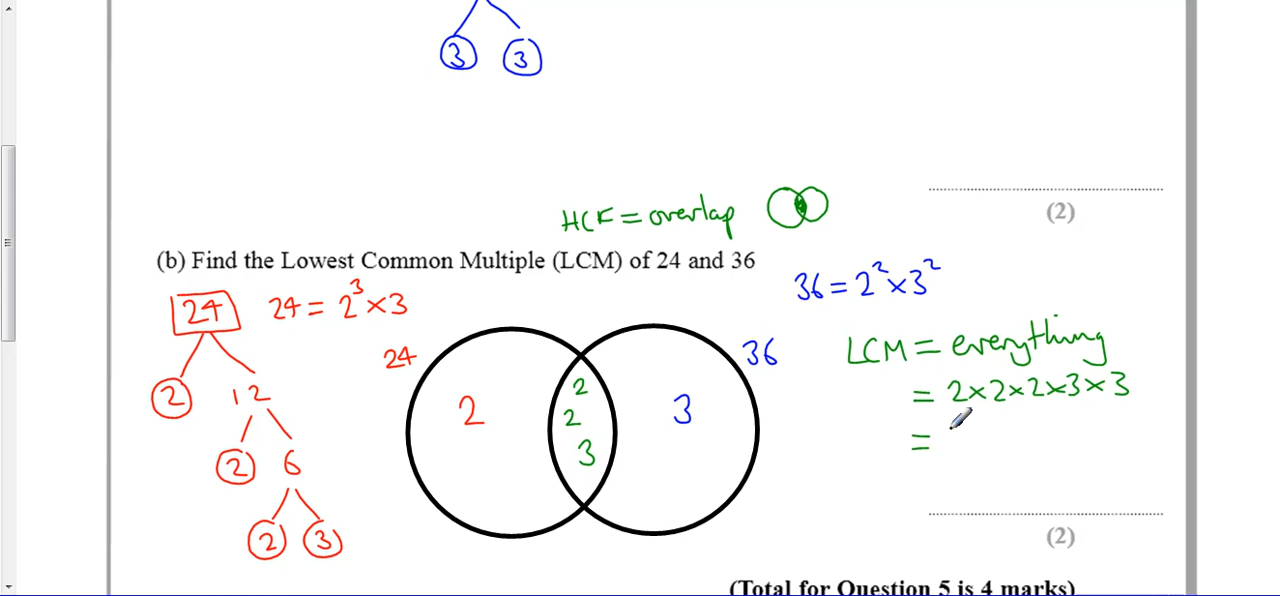 3 3
(2)
HCF = overlap
(b) Find the Lowest Common Multiple (LCM) of 24 and 36
36 = 2² × 3²
24 24 = 2³ × 3
24 36
LCM = everything
2 12 2 2 3 = 2 × 2 × 2 × 3 × 3
2
3
=
2 6
2 3
(2)
(Total for Question 5 is 4 marks)